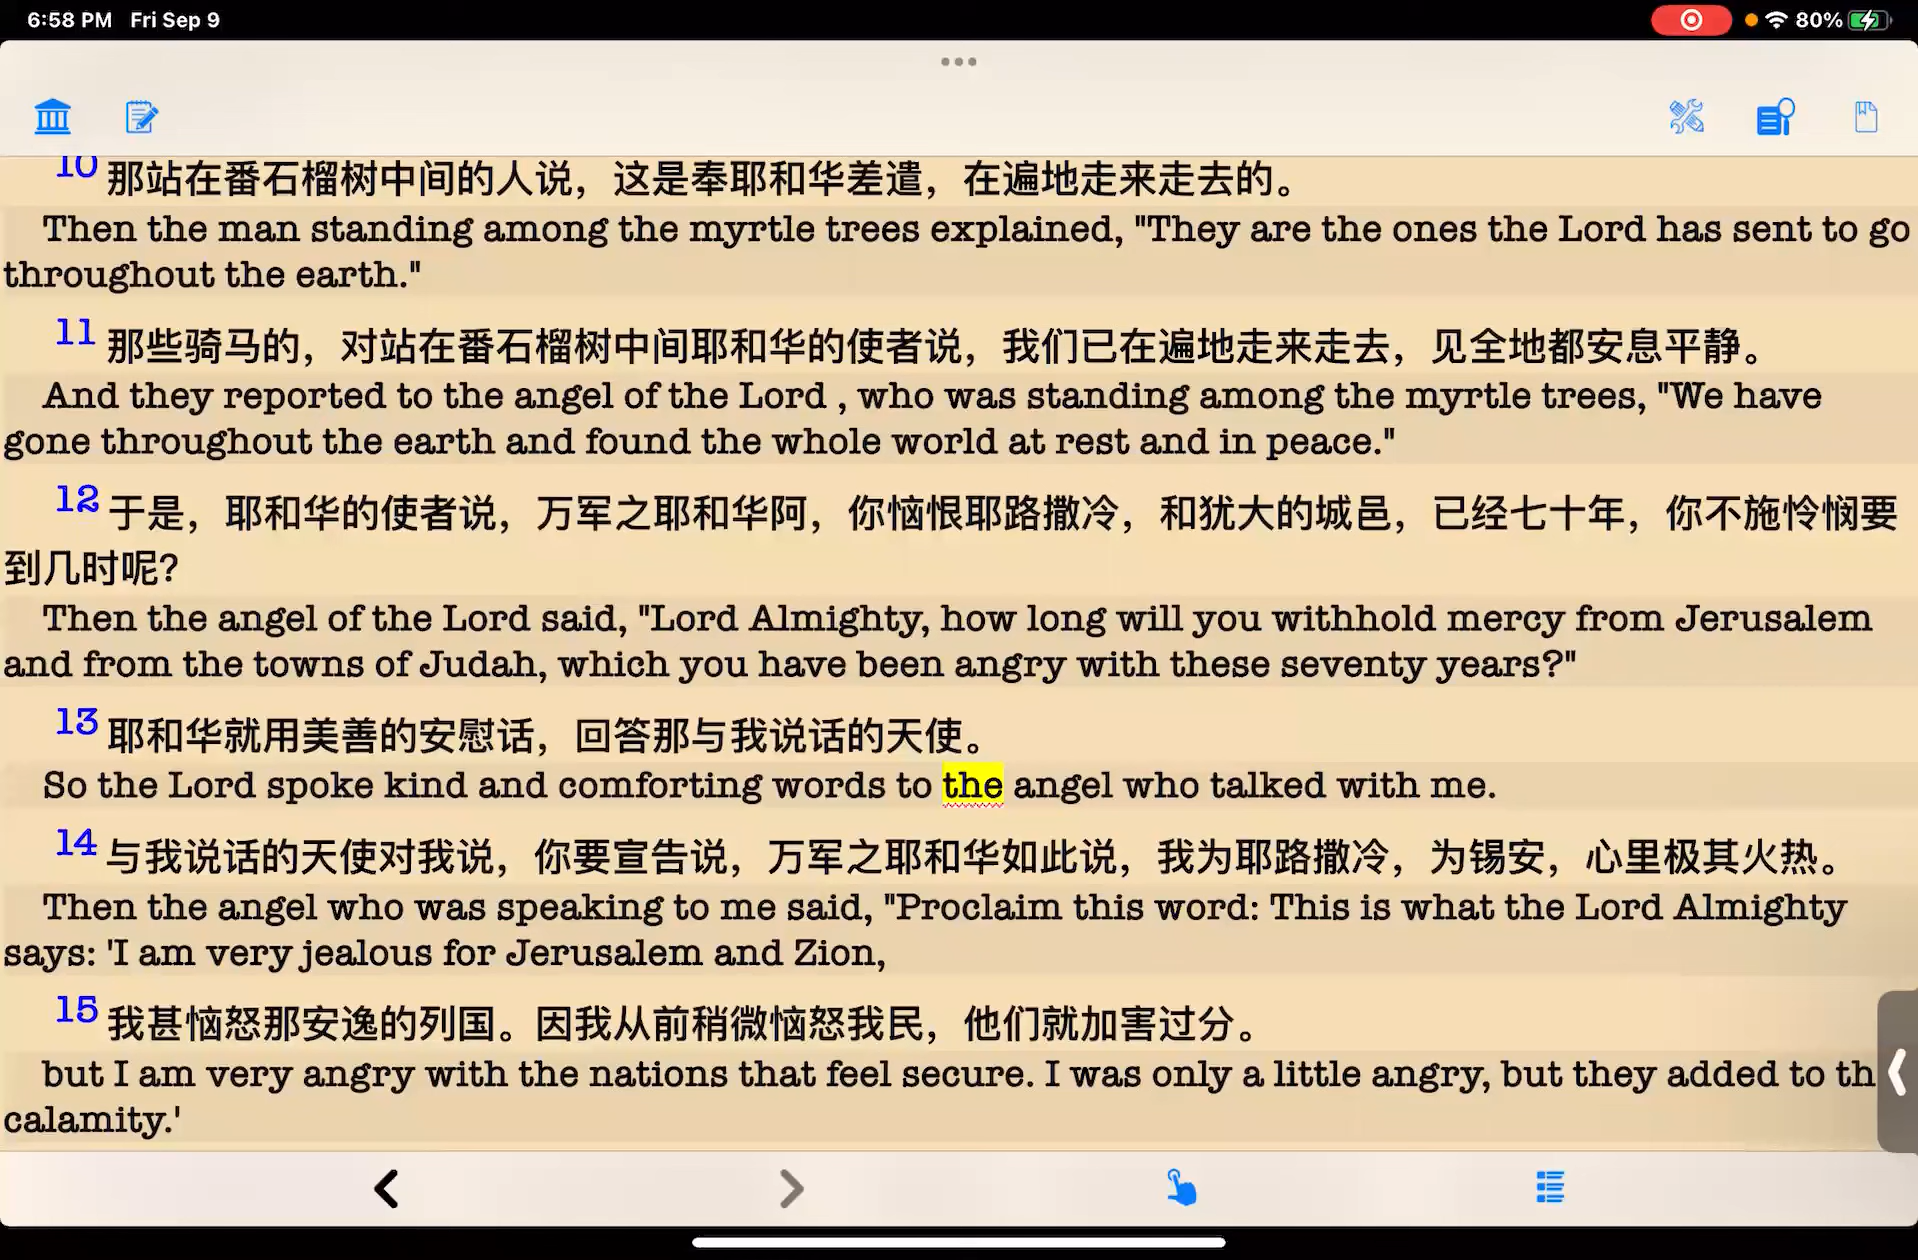 6:58 PM Fri Sep 9 80%
10 那站在番石榴树中间的人说，这是奉耶和华差遣，在遍地走来走去的。
Then the man standing among the myrtle trees explained, "They are the ones the Lord has sent to go
throughout the earth."
11 那些骑马的，对站在番石榴树中间耶和华的使者说，我们已在遍地走来走去，见全地都安息平静。
And they reported to the angel of the Lord , who was standing among the myrtle trees, "We have
gone throughout the earth and found the whole world at rest and in peace."
12 于是，耶和华的使者说，万军之耶和华阿，你恼恨耶路撒冷，和犹大的城邑，已经七十年，你不施怜悯要
到几时呢?
Then the angel of the Lord said, "Lord Almighty, how long will you withhold mercy from Jerusalem
and from the towns of Judah, which you have been angry with these seventy years?"
13 耶和华就用美善的安慰话，回答那与我说话的天使。
So the Lord spoke kind and comforting words to the angel who talked with me.
14 与我说话的天使对我说，你要宣告说，万军之耶和华如此说，我为耶路撒冷，为锡安，心里极其火热。
Then the angel who was speaking to me said, "Proclaim this word: This is what the Lord Almighty
says: 'I am very jealous for Jerusalem and Zion,
15 我甚恼怒那安逸的列国。因我从前稍微恼怒我民，他们就加害过分。
but I am very angry with the nations that feel secure. I was only a little angry, but they added to th
calamity.'